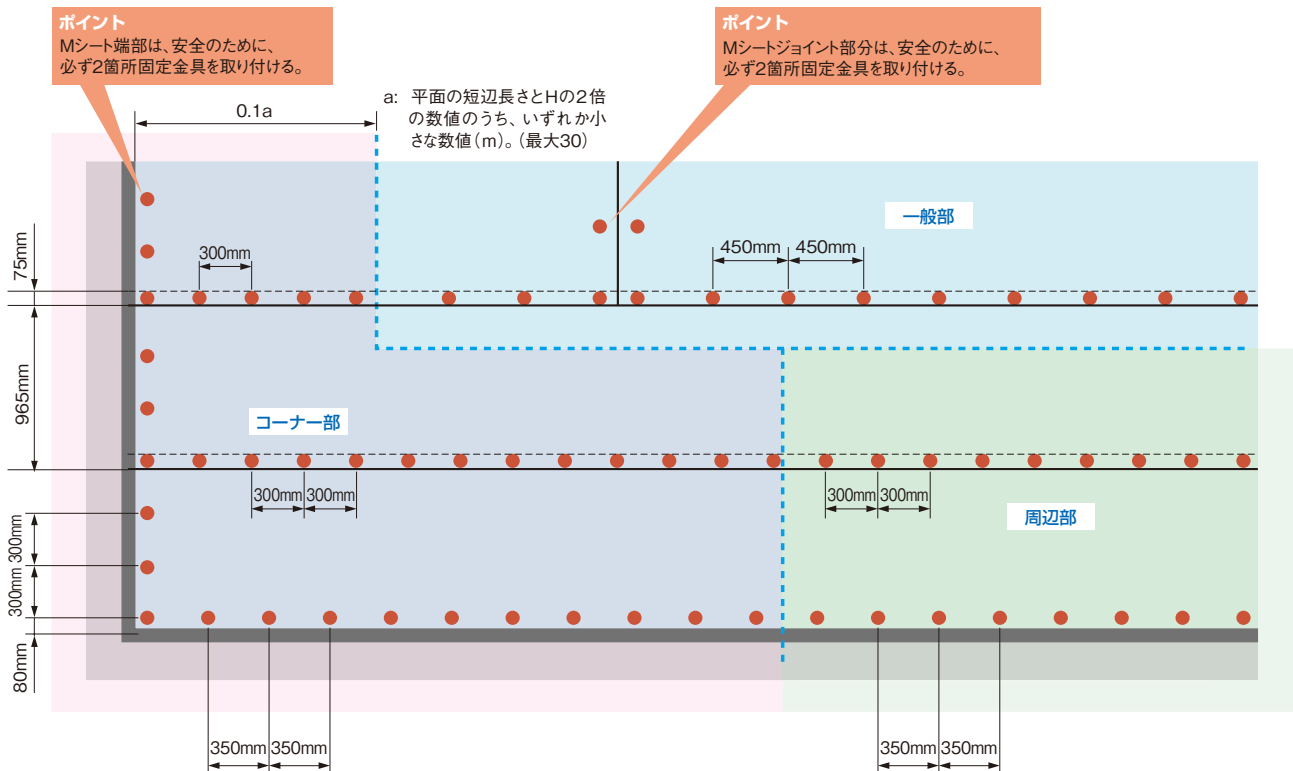 ポイント
Mシート端部は、安全のために、
必ず2箇所固定金具を取り付ける。
ポイント
Mシートジョイント部分は、安全のために、
必ず2箇所固定金具を取り付ける。
0.1a
a: 平面の短辺長さとHの2倍
の数値のうち、いずれか小
さな数値(m)。(最大30)
一般部
75mm
300mm
450mm
450mm
965mm
コーナー部
300mm
300mm
300mm
300mm
周辺部
300mm
300mm
80mm
350mm
350mm
350mm
350mm